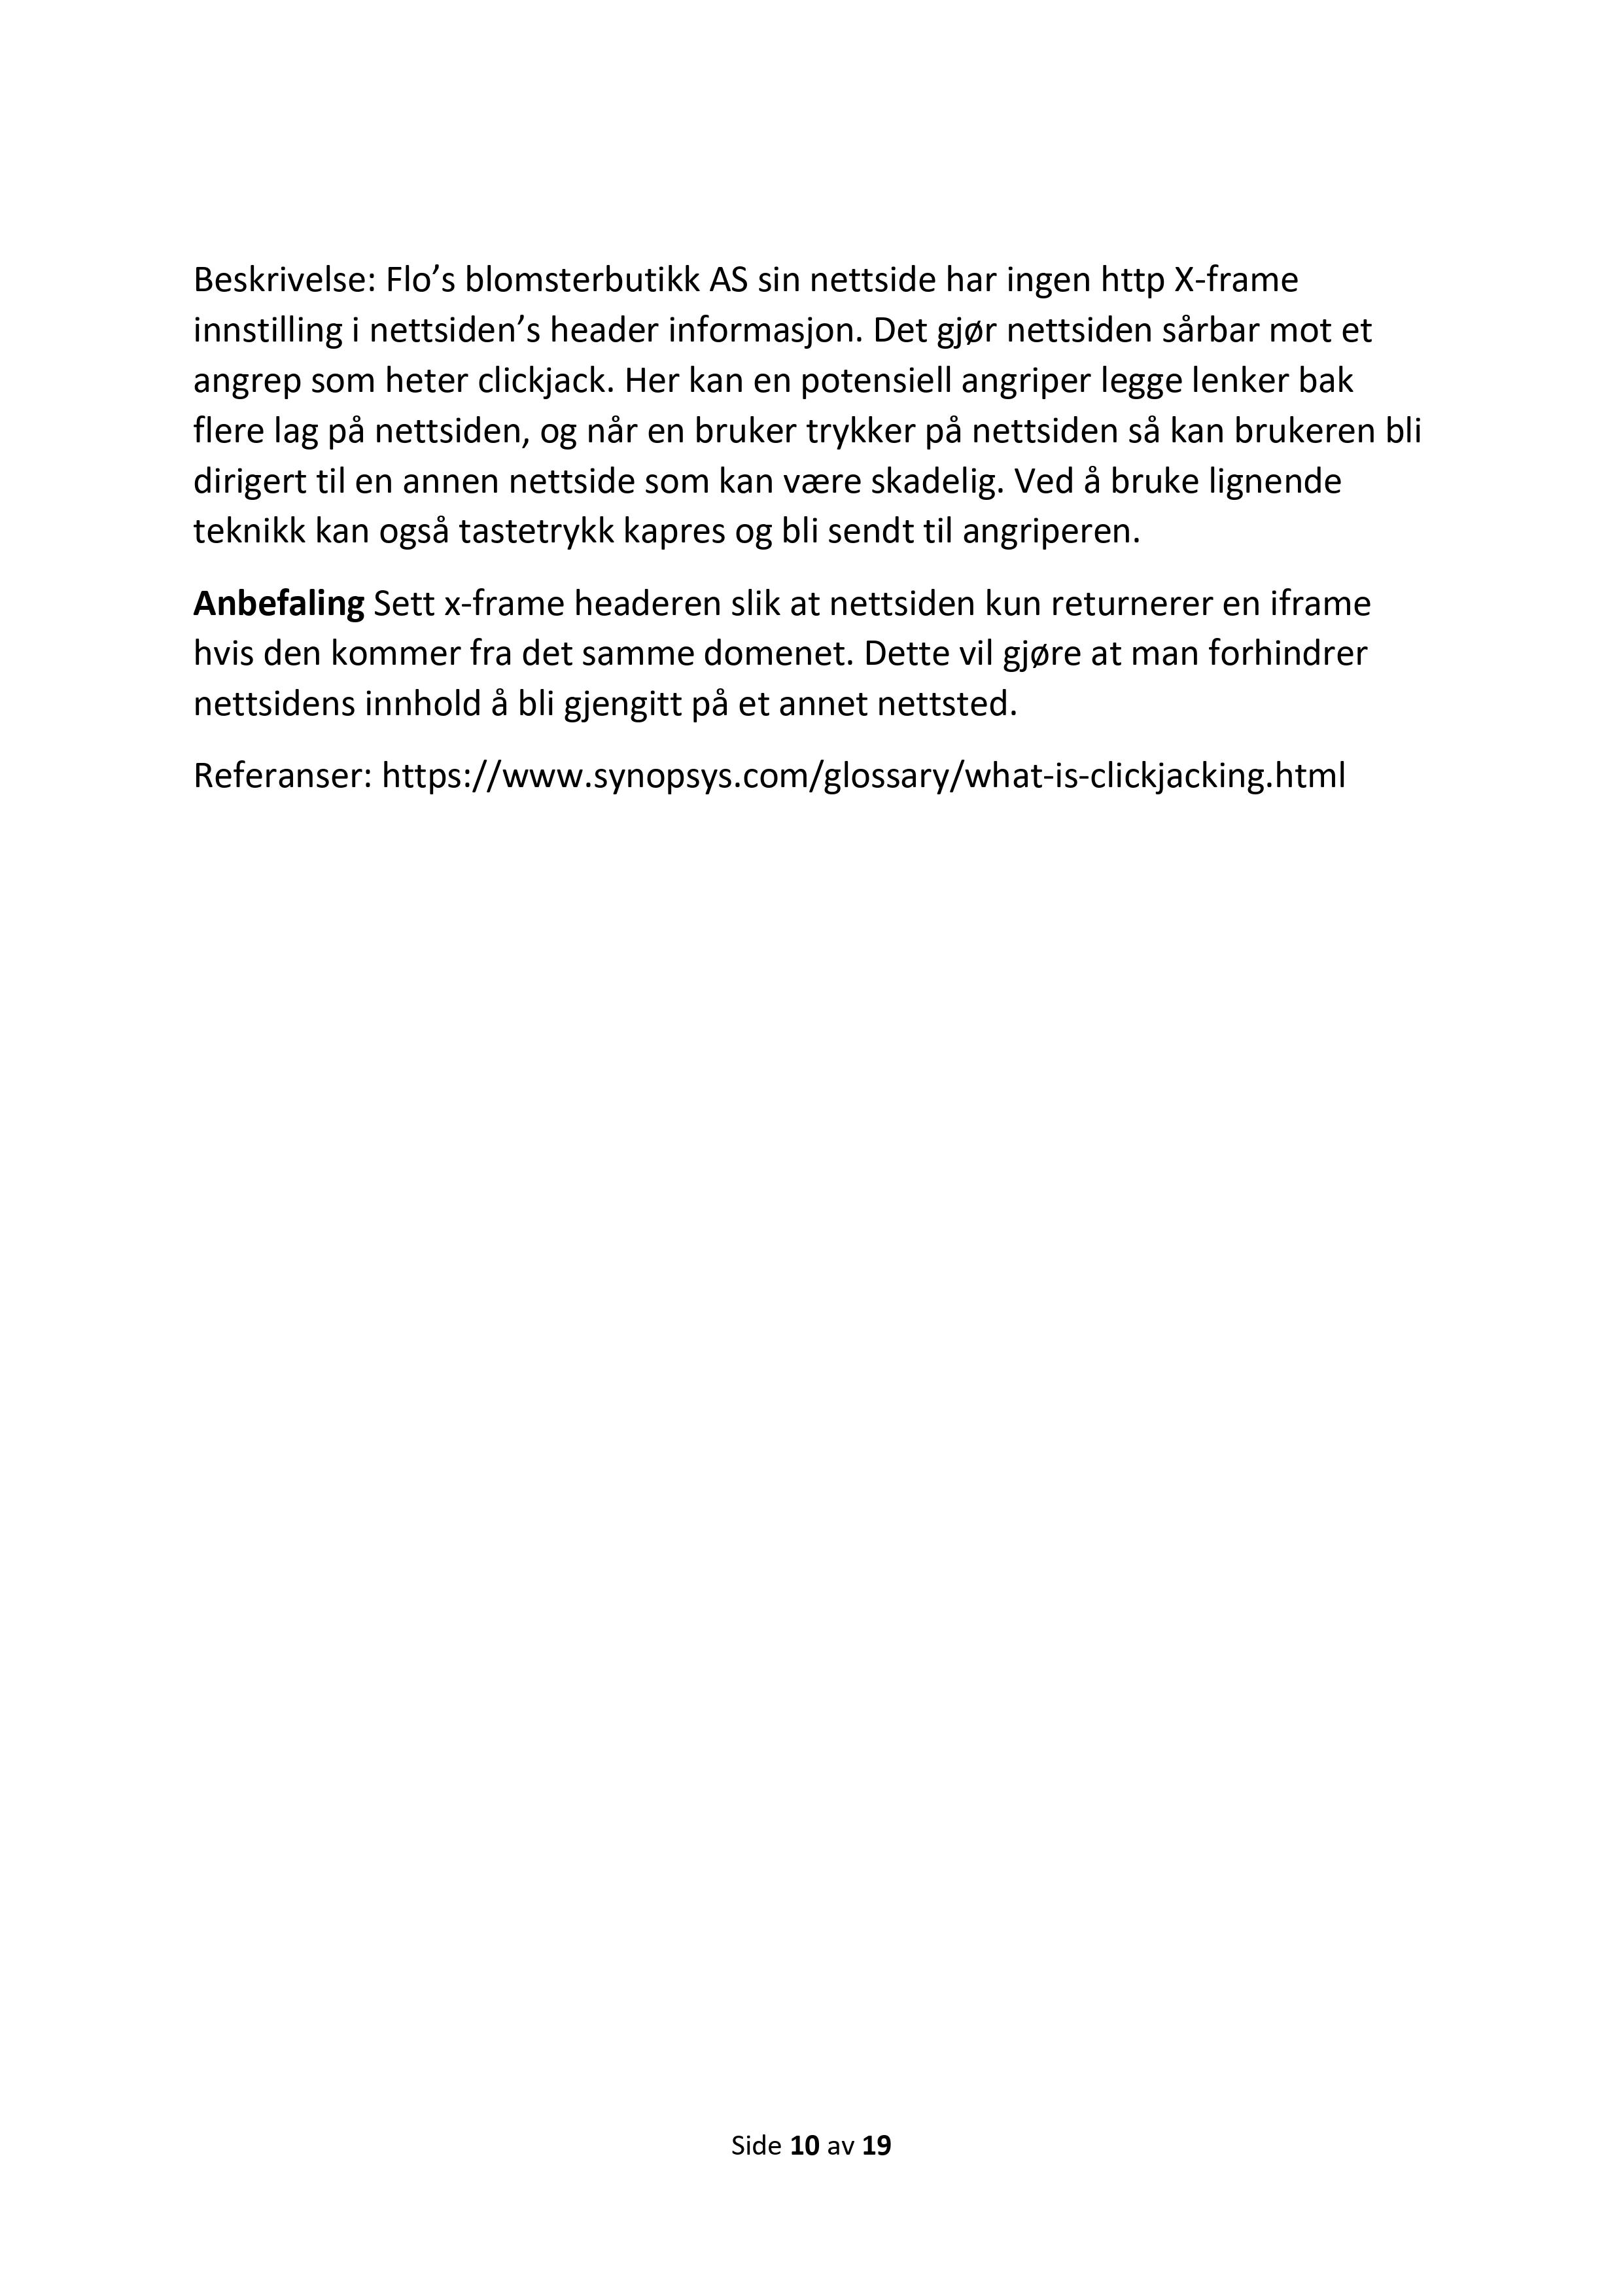 Beskrivelse: Flo’s blomsterbutikk AS sin nettside har ingen http X-frame
innstilling i nettsiden’s header informasjon. Det gjør nettsiden sårbar mot et
angrep som heter clickjack. Her kan en potensiell angriper legge lenker bak
flere lag på nettsiden, og når en bruker trykker på nettsiden så kan brukeren bli
dirigert til en annen nettside som kan være skadelig. Ved å bruke lignende
teknikk kan også tastetrykk kapres og bli sendt til angriperen.
Anbefaling Sett x-frame headeren slik at nettsiden kun returnerer en iframe
hvis den kommer fra det samme domenet. Dette vil gjøre at man forhindrer
nettsidens innhold å bli gjengitt på et annet nettsted.
Referanser: https://www.synopsys.com/glossary/what-is-clickjacking.html
Side 10 av 19